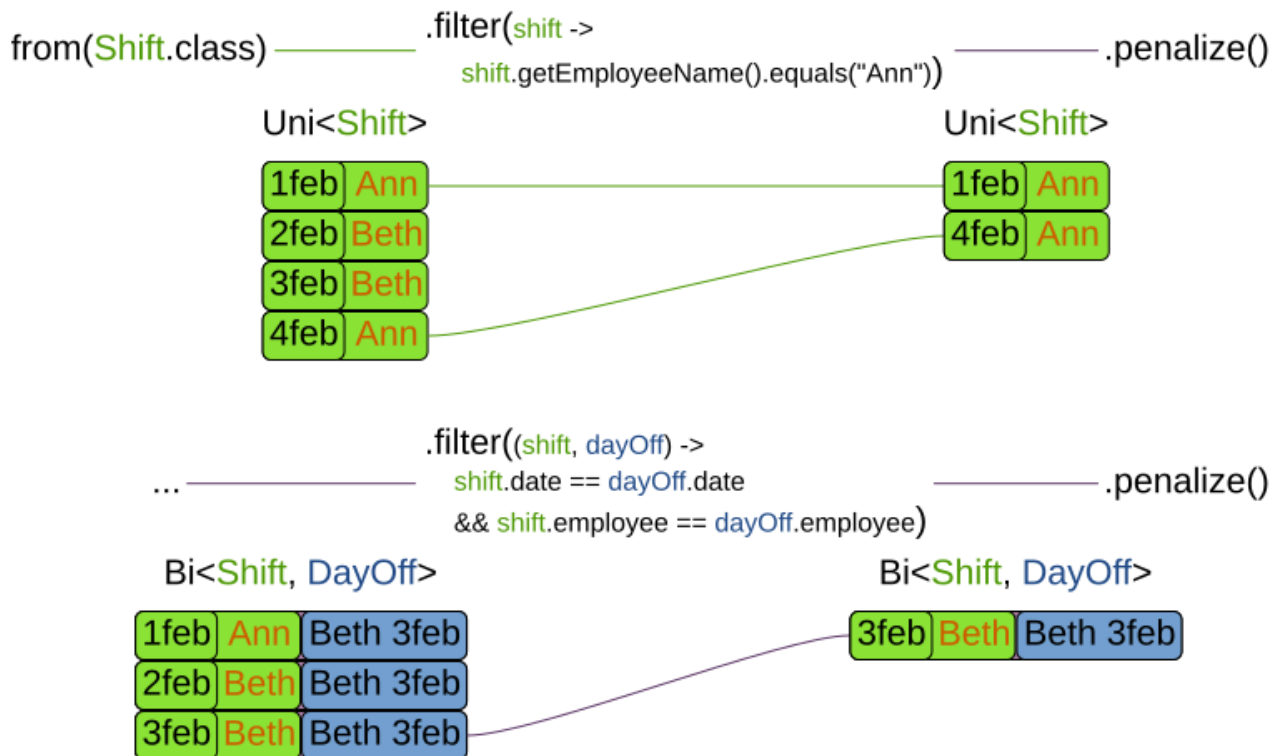 from(Shift.class)
.filter(shift ->
shift.getEmployeeName().equals("Ann"))
.penalize()
Uni<Shift>
Uni<Shift>
1feb Ann
1feb Ann
2feb Beth
4feb Ann
3feb Beth
4feb Ann
...
.filter((shift, dayOff) ->
shift.date == dayOff.date
&& shift.employee == dayOff.employee)
.penalize()
Bi<Shift, DayOff>
Bi<Shift, DayOff>
1feb Ann Beth 3feb
3feb Beth Beth 3feb
2feb Beth Beth 3feb
3feb Beth Beth 3feb